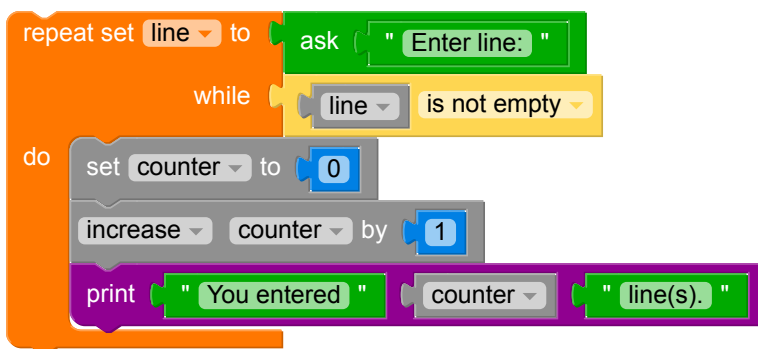 repeat set line to ask " Enter line: "
while line is not empty
do set counter to 0
increase counter by 1
print " You entered " counter " line(s). "